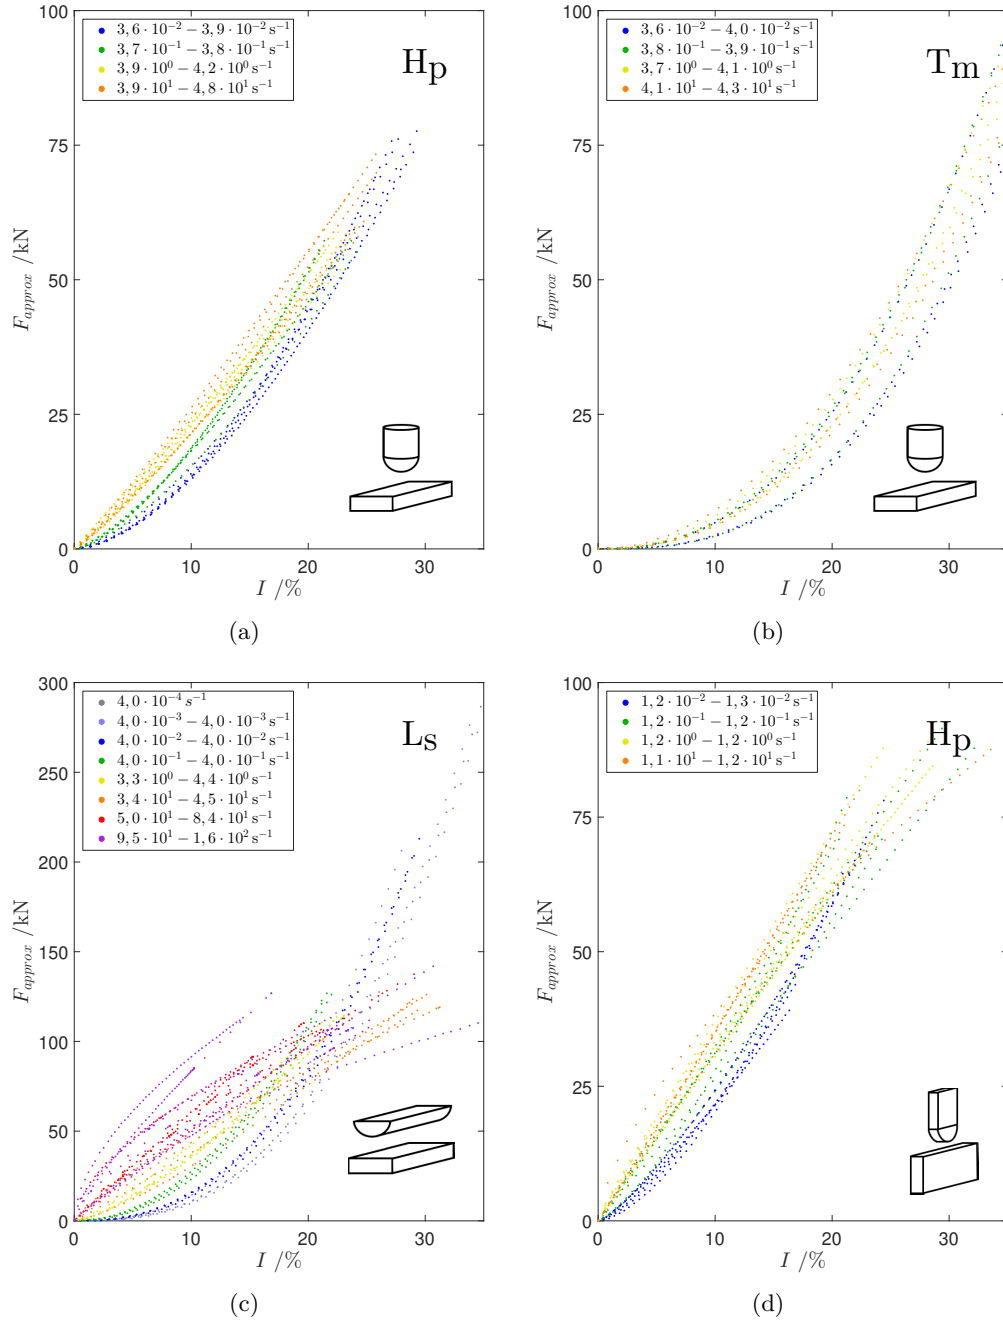 100
75
50
25
0
0 10 20 30
F_approx /kN
I /%
3,6 · 10⁻² − 3,9 · 10⁻² s⁻¹
3,7 · 10⁻¹ − 3,8 · 10⁻¹ s⁻¹
3,9 · 10⁰ − 4,2 · 10⁰ s⁻¹
3,9 · 10¹ − 4,8 · 10¹ s⁻¹
Hp
(a)
100
75
50
25
0
0 10 20 30
F_approx /kN
I /%
3,6 · 10⁻² − 4,0 · 10⁻² s⁻¹
3,8 · 10⁻¹ − 3,9 · 10⁻¹ s⁻¹
3,7 · 10⁰ − 4,1 · 10⁰ s⁻¹
4,1 · 10¹ − 4,3 · 10¹ s⁻¹
Tm
(b)
300
250
200
150
100
50
0
0 10 20 30
F_approx /kN
I /%
4,0 · 10⁻⁴ s⁻¹
4,0 · 10⁻³ − 4,0 · 10⁻³ s⁻¹
4,0 · 10⁻² − 4,0 · 10⁻² s⁻¹
4,0 · 10⁻¹ − 4,0 · 10⁻¹ s⁻¹
3,3 · 10⁰ − 4,4 · 10⁰ s⁻¹
3,4 · 10¹ − 4,5 · 10¹ s⁻¹
5,0 · 10¹ − 8,4 · 10¹ s⁻¹
9,5 · 10¹ − 1,6 · 10² s⁻¹
Ls
(c)
100
75
50
25
0
0 10 20 30
F_approx /kN
I /%
1,2 · 10⁻² − 1,3 · 10⁻² s⁻¹
1,2 · 10⁻¹ − 1,2 · 10⁻¹ s⁻¹
1,2 · 10⁰ − 1,2 · 10⁰ s⁻¹
1,1 · 10¹ − 1,2 · 10¹ s⁻¹
Hp
(d)